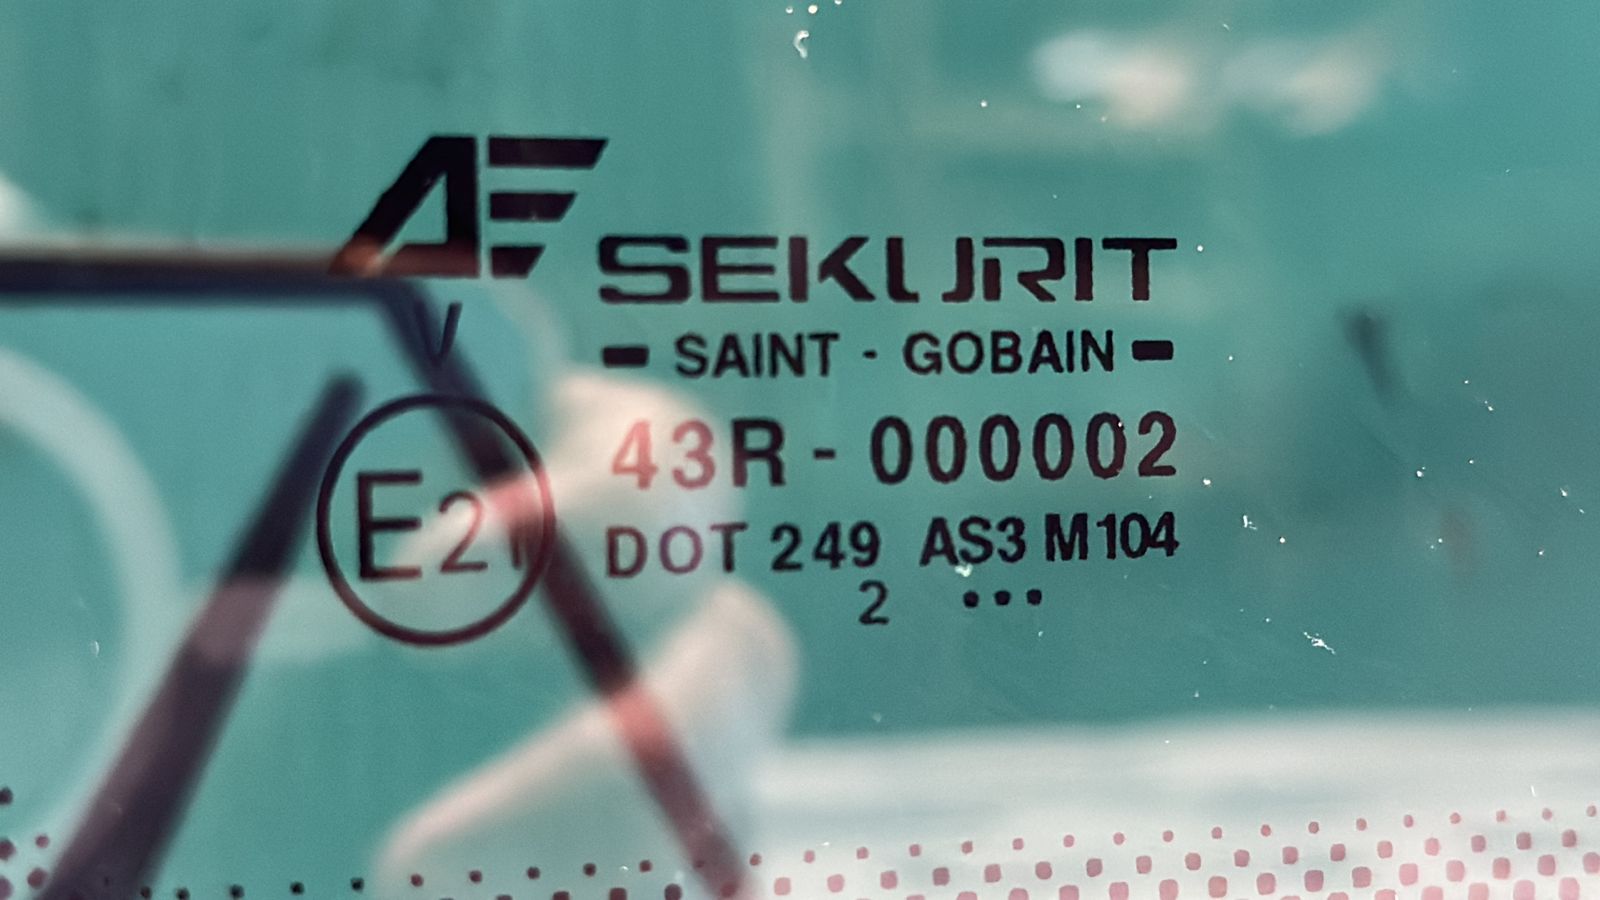 AF
SEKURIT
- SAINT - GOBAIN -
V
43R - 000002
E21
DOT 249 AS3 M104
2 •••